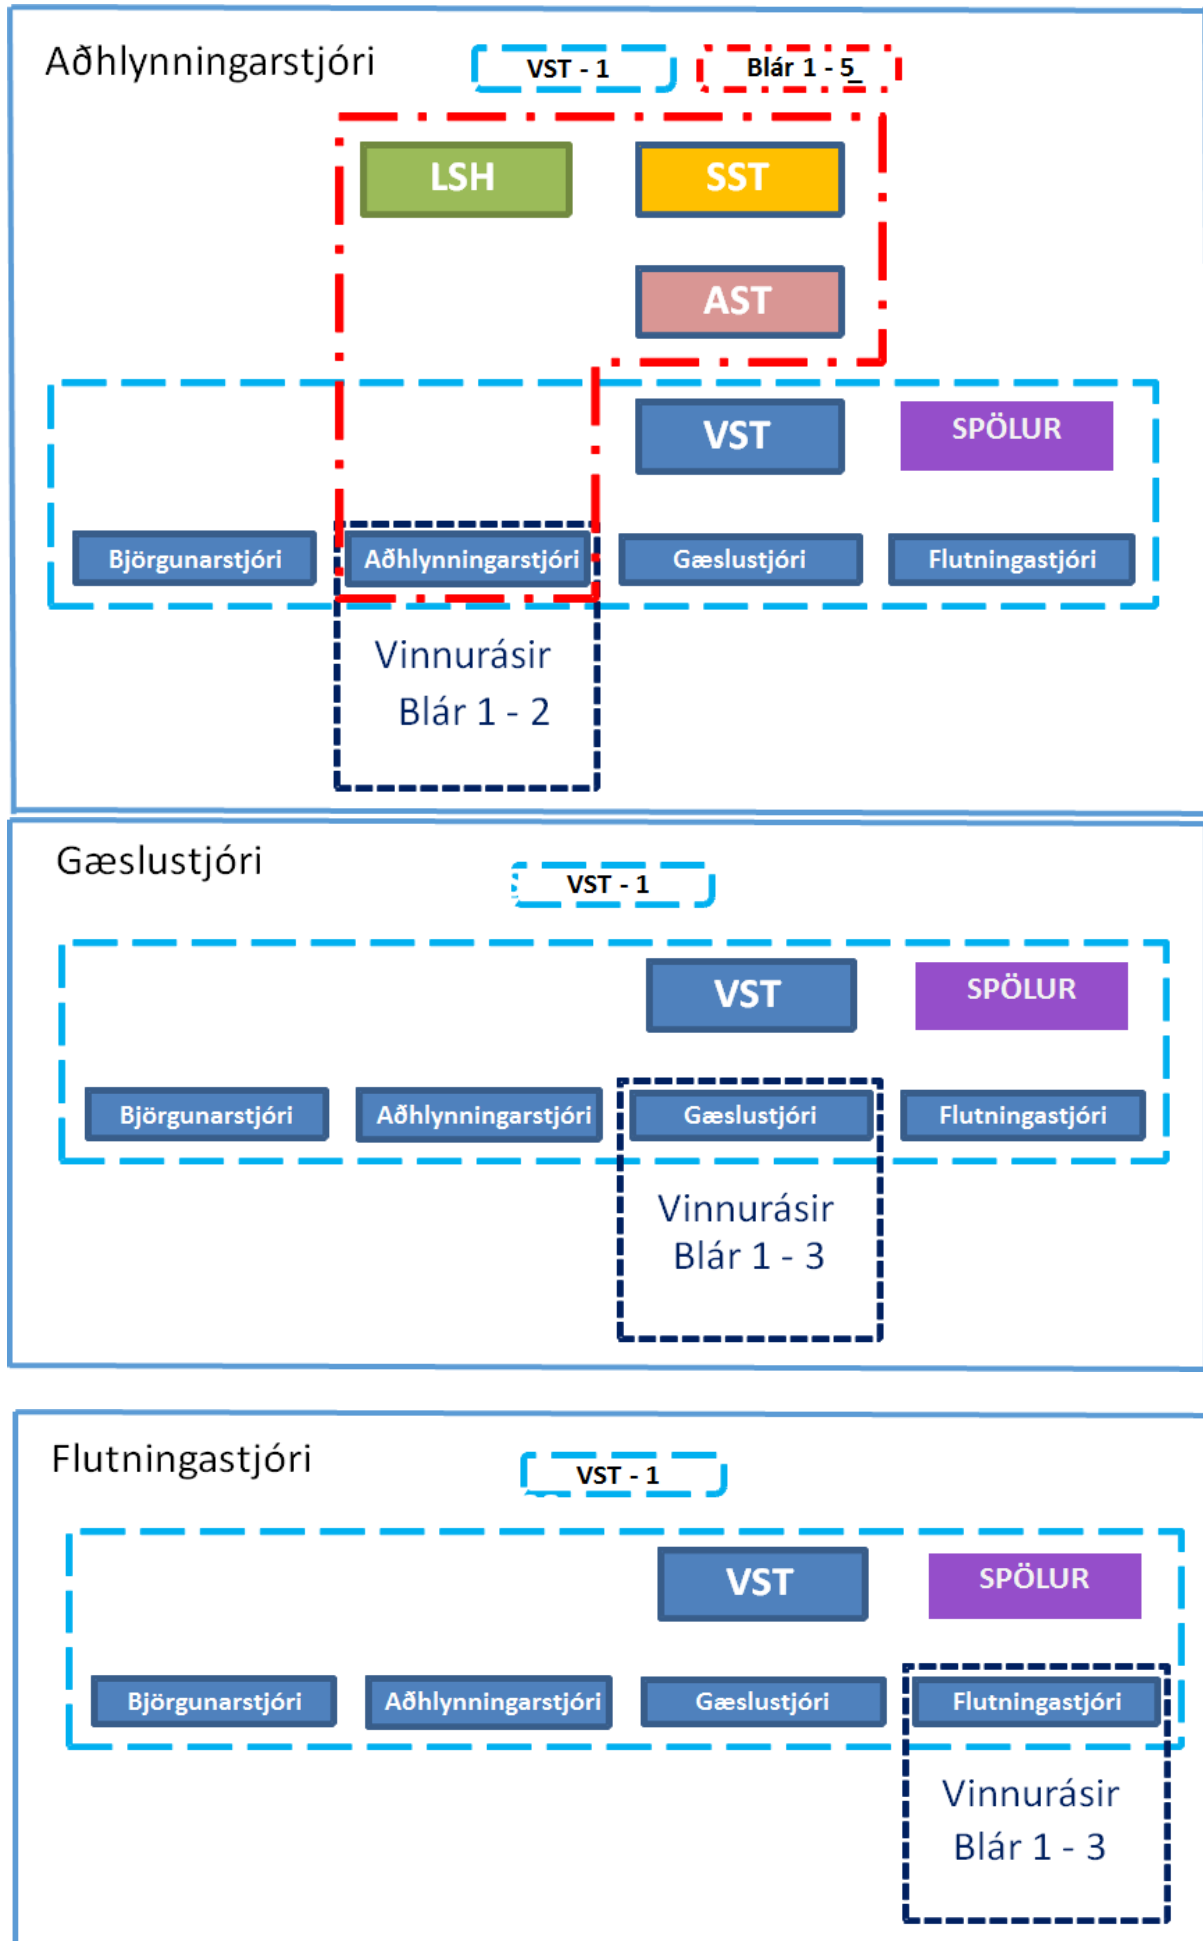 Aðhlynningarstjóri
VST - 1
Blár 1 - 5_
LSH
SST
AST
VST
SPÖLUR
Björgunarstjóri
Aðhlynningarstjóri
Gæslustjóri
Flutningastjóri
Vinnurásir
Blár 1 - 2
Gæslustjóri
VST - 1
VST
SPÖLUR
Björgunarstjóri
Aðhlynningarstjóri
Gæslustjóri
Flutningastjóri
Vinnurásir
Blár 1 - 3
Flutningastjóri
VST - 1
VST
SPÖLUR
Björgunarstjóri
Aðhlynningarstjóri
Gæslustjóri
Flutningastjóri
Vinnurásir
Blár 1 - 3